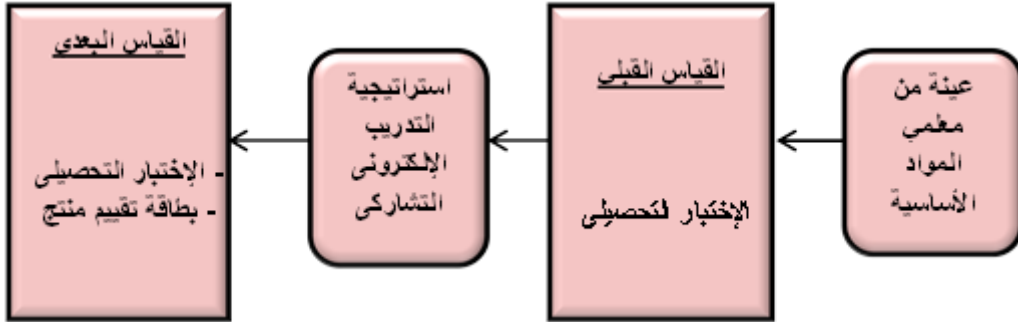 عينة من
معلمي
المواد
الأساسية
القياس القبلي
الإختبار التحصيلى
استراتيجية
التدريب
الإلكترونى
التشاركى
القياس البعدي
- الإختبار التحصيلى
- بطاقة تقييم منتج